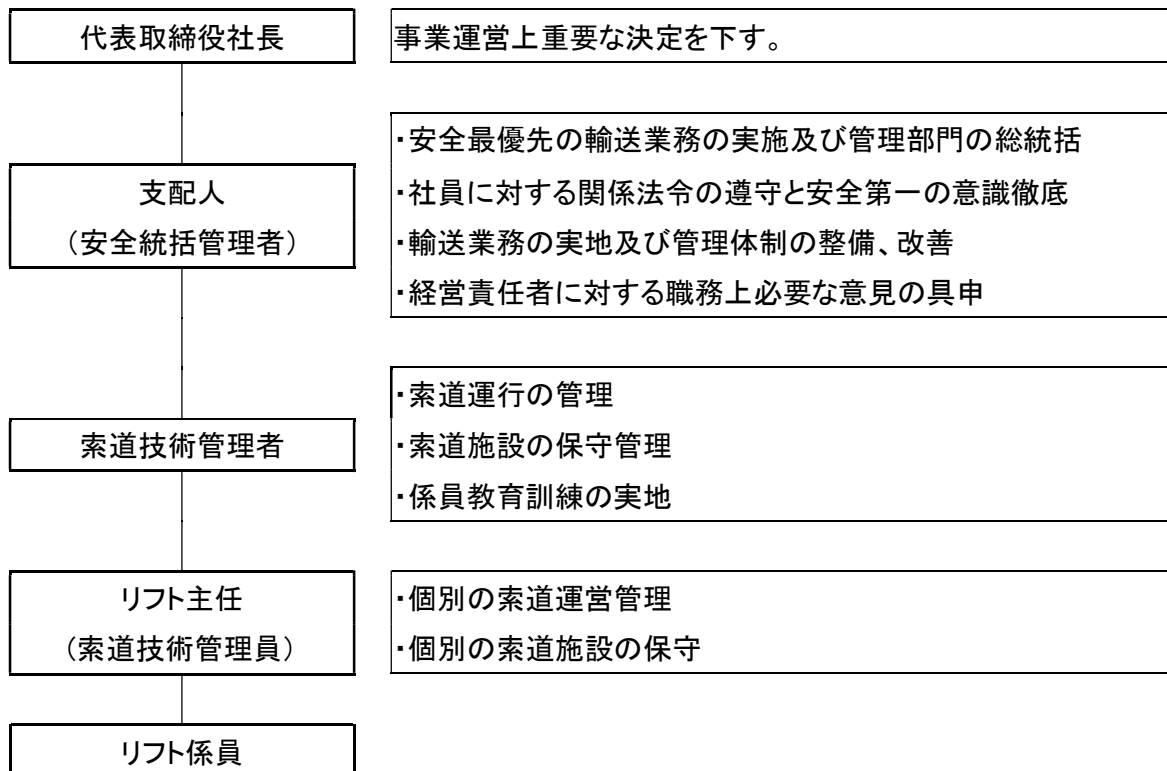 代表取締役社長
事業運営上重要な決定を下す。
支配人
（安全統括管理者）
・安全最優先の輸送業務の実施及び管理部門の総統括
・社員に対する関係法令の遵守と安全第一の意識徹底
・輸送業務の実地及び管理体制の整備、改善
・経営責任者に対する職務上必要な意見の具申
索道技術管理者
・索道運行の管理
・索道施設の保守管理
・係員教育訓練の実地
リフト主任
（索道技術管理員）
・個別の索道運営管理
・個別の索道施設の保守
リフト係員